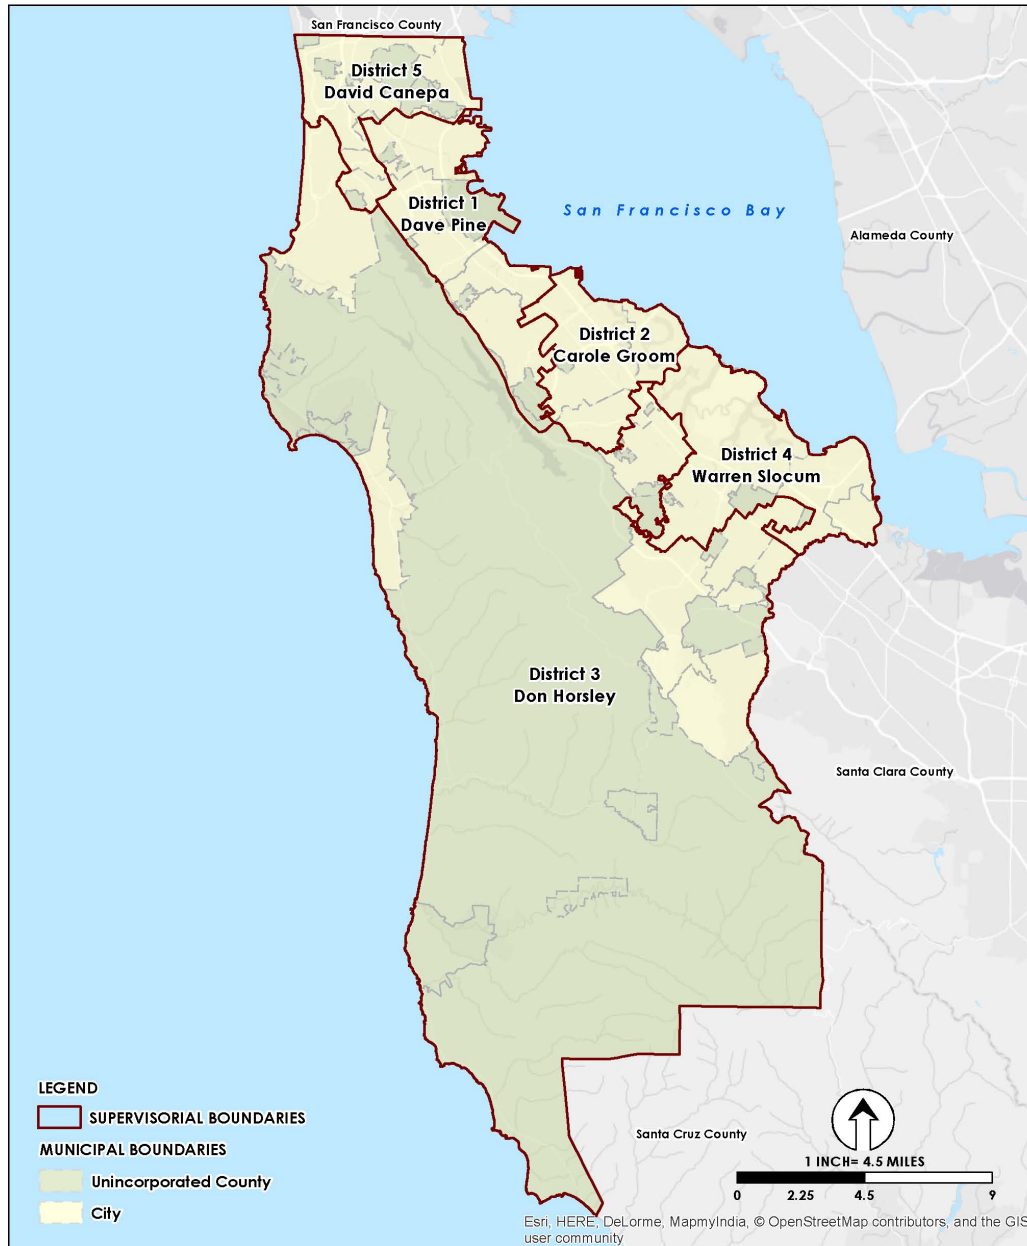 San Francisco County
District 5
David Canepa
District 1
Dave Pine
San Francisco Bay
Alameda County
District 2
Carole Groom
District 4
Warren Slocum
District 3
Don Horsley
Santa Clara County
LEGEND
SUPERVISORIAL BOUNDARIES
MUNICIPAL BOUNDARIES
Unincorporated County
City
Santa Cruz County
1 INCH= 4.5 MILES
0 2.25 4.5 9
Esri, HERE, DeLorme, MapmyIndia, © OpenStreetMap contributors, and the GIS
user community